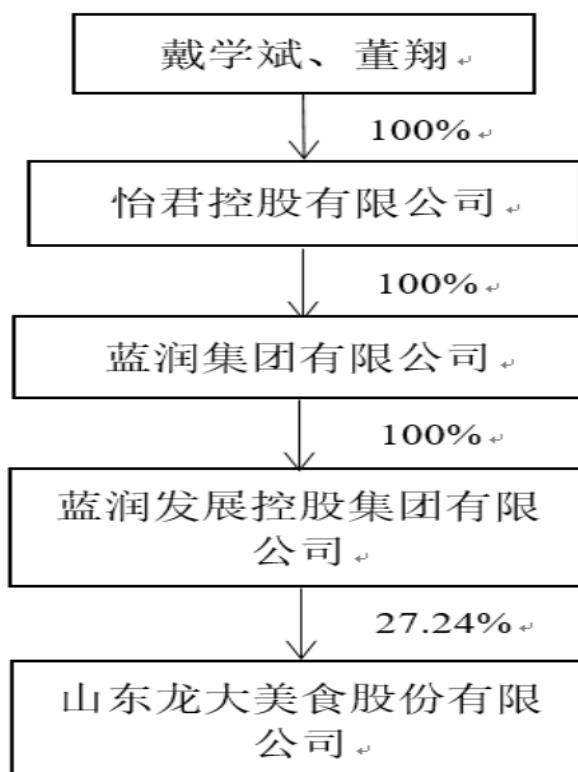 戴学斌、董翔
100%
怡君控股有限公司
100%
蓝润集团有限公司
100%
蓝润发展控股集团有限
公司
27.24%
山东龙大美食股份有限
公司